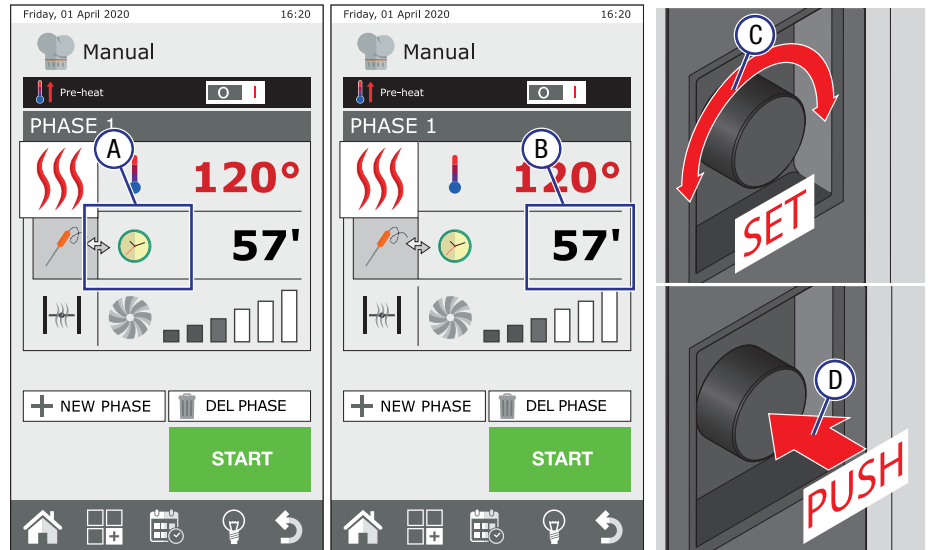 Friday, 01 April 2020 16:20
Manual
Pre-heat O I
PHASE 1
A
120°
57'
+ NEW PHASE DEL PHASE
START
Friday, 01 April 2020 16:20
Manual
Pre-heat O I
PHASE 1
B
120°
57'
+ NEW PHASE DEL PHASE
START
C
SET
D
PUSH